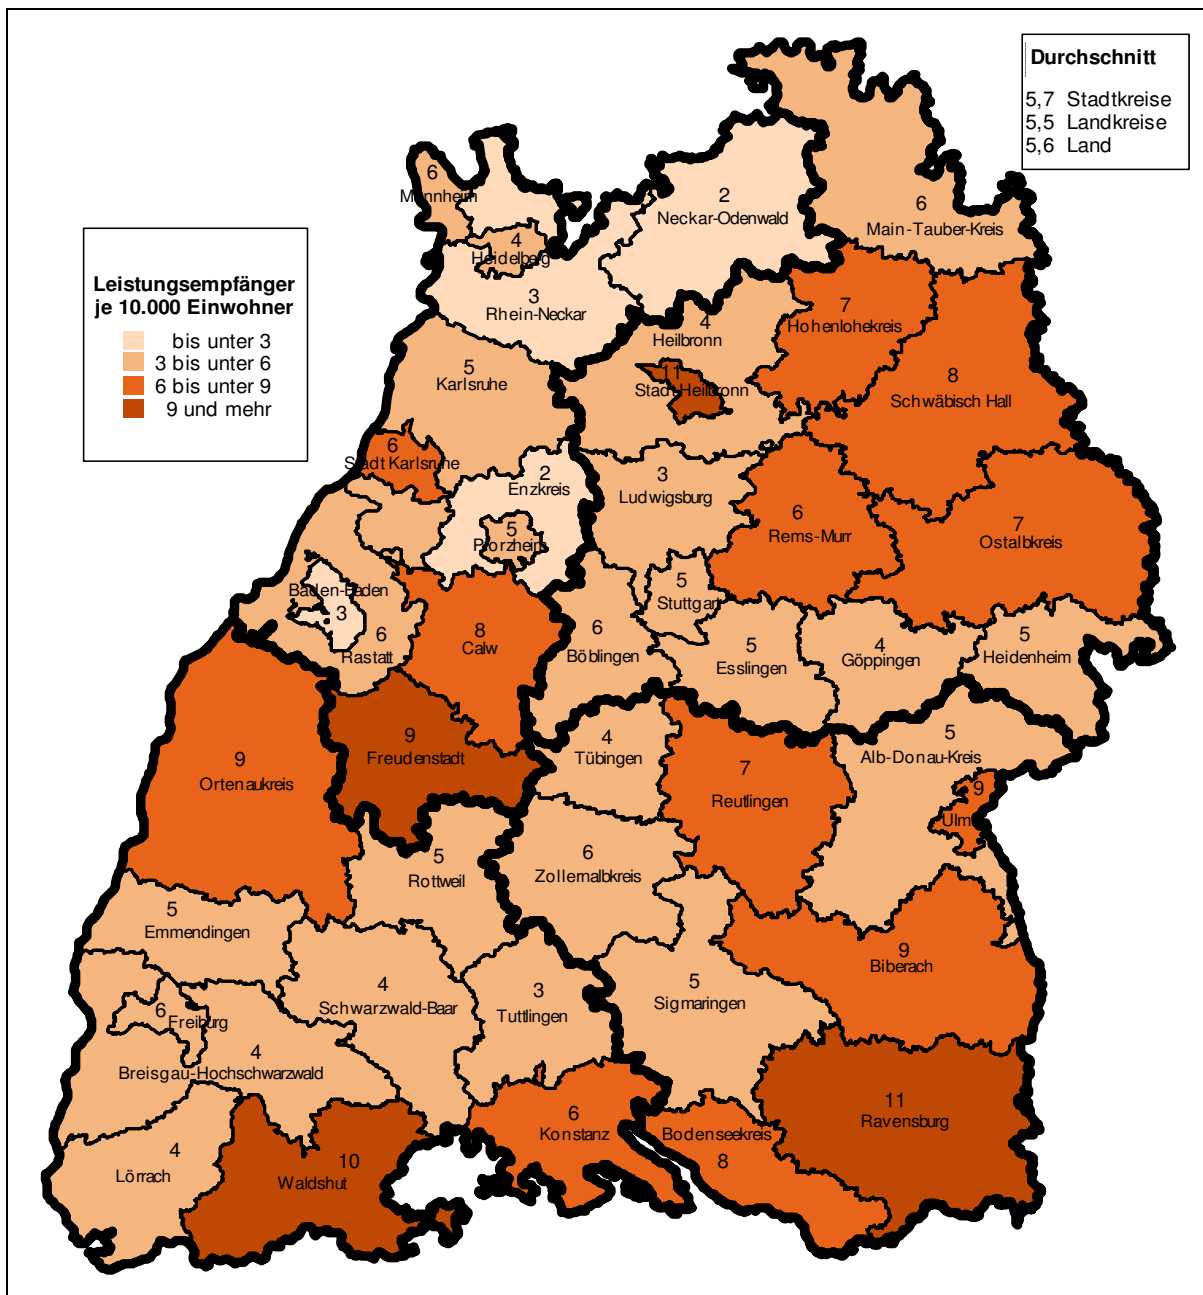 Durchschnitt
5,7 Stadtkreise
5,5 Landkreise
5,6 Land
Leistungsempfänger
je 10.000 Einwohner
bis unter 3
3 bis unter 6
6 bis unter 9
9 und mehr
6
Mannheim
2
Neckar-Odenwald
6
Main-Tauber-Kreis
4
Heidelberg
3
Rhein-Neckar
4
Heilbronn
7
Hohenlohekreis
5
Karlsruhe
11
Stadt Heilbronn
8
Schwäbisch Hall
6
Stadt Karlsruhe
2
Enzkreis
3
Ludwigsburg
6
Rems-Murr
7
Ostalbkreis
5
Pforzheim
Baden-Baden
3
6
Rastatt
8
Calw
6
Böblingen
5
Stuttgart
5
Esslingen
4
Göppingen
5
Heidenheim
9
Ortenaukreis
9
Freudenstadt
4
Tübingen
7
Reutlingen
5
Alb-Donau-Kreis
9
Ulm
5
Rottweil
6
Zollernalbkreis
5
Emmendingen
9
Biberach
4
Schwarzwald-Baar
3
Tuttlingen
5
Sigmaringen
6
Freiburg
4
Breisgau-Hochschwarzwald
4
Lörrach
10
Waldshut
6
Konstanz
Bodenseekreis
8
11
Ravensburg